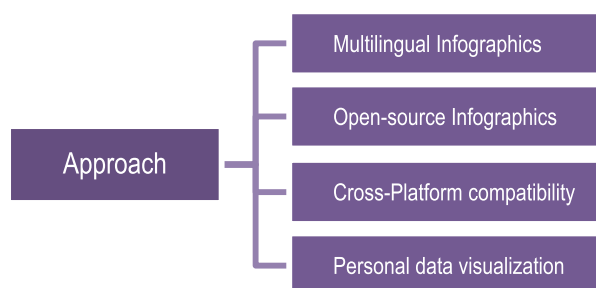 Approach
Multilingual Infographics
Open-source Infographics
Cross-Platform compatibility
Personal data visualization